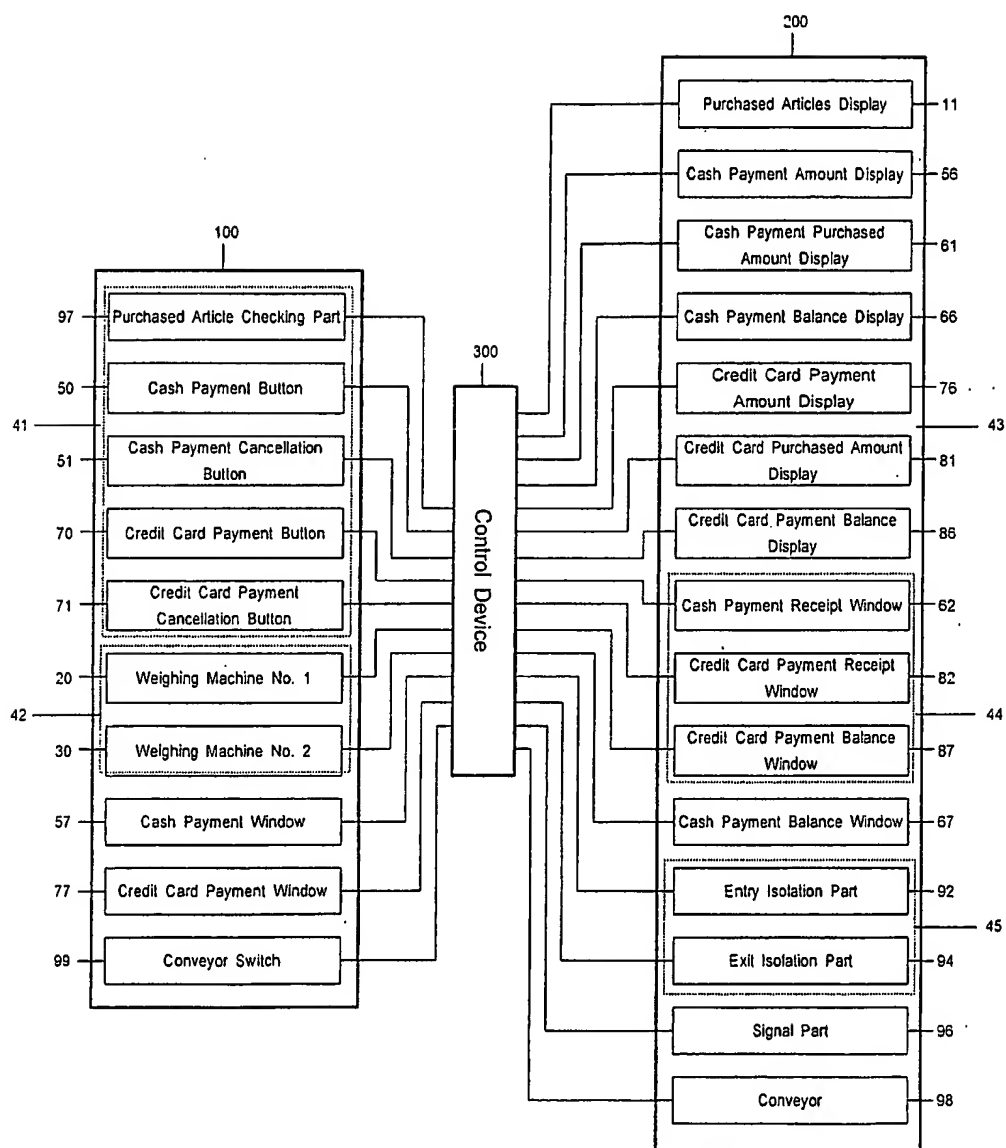 200
Purchased Articles Display
11
Cash Payment Amount Display
56
Cash Payment Purchased
Amount Display
61
Cash Payment Balance Display
66
Credit Card Payment
Amount Display
76
43
Credit Card Purchased Amount
Display
81
Credit Card Payment Balance
Display
86
Cash Payment Receipt Window
62
Credit Card Payment Receipt
Window
82
44
Credit Card Payment Balance
Window
87
Cash Payment Balance Window
67
Entry Isolation Part
92
45
Exit Isolation Part
94
Signal Part
96
Conveyor
98
100
97
Purchased Article Checking Part
50
Cash Payment Button
41
51
Cash Payment Cancellation
Button
70
Credit Card Payment Button
71
Credit Card Payment
Cancellation Button
20
Weighing Machine No. 1
42
30
Weighing Machine No. 2
57
Cash Payment Window
77
Credit Card Payment Window
99
Conveyor Switch
300
Control Device